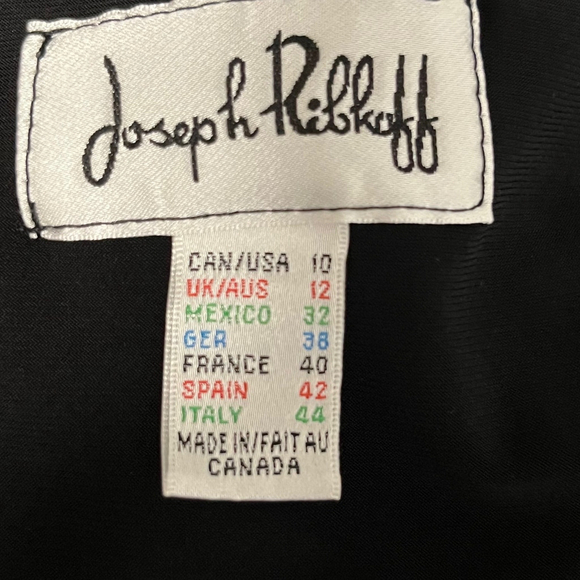 Joseph Ribkoff
CAN/USA 10
UK/AUS 12
MEXICO 32
GER 38
FRANCE 40
SPAIN 42
ITALY 44
MADE IN/FAIT AU
CANADA